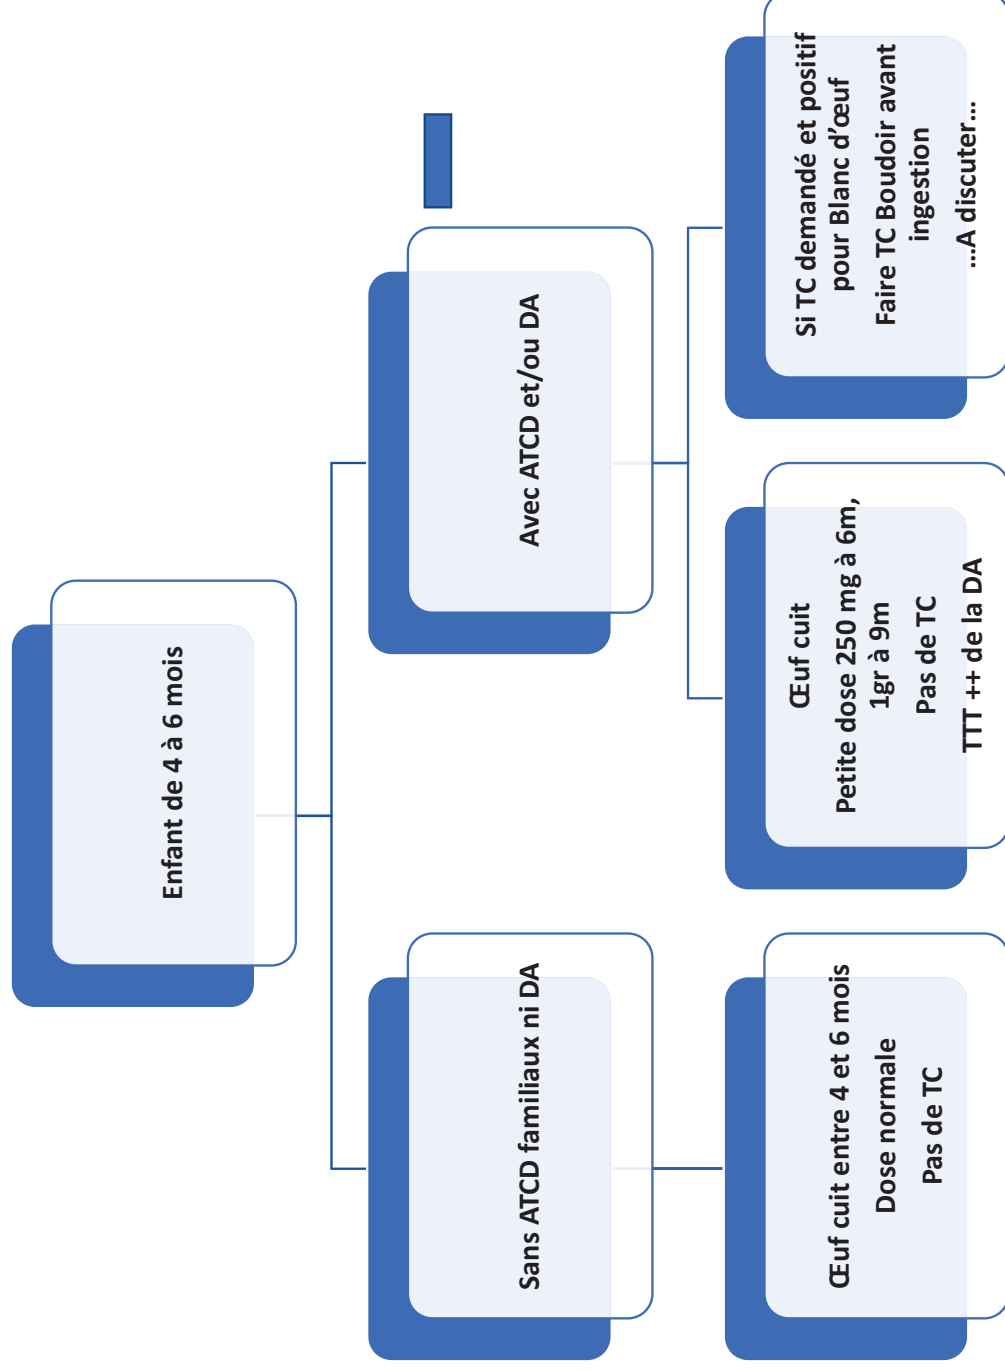 Enfant de 4 à 6 mois
Sans ATCD familiaux ni DA
Avec ATCD et/ou DA
Œuf cuit entre 4 et 6 mois
Dose normale
Pas de TC
Œuf cuit
Petite dose 250 mg à 6m,
1gr à 9m
Pas de TC
TTT ++ de la DA
Si TC demandé et positif
pour Blanc d’œuf
Faire TC Boudoir avant
ingestion
...A discuter...